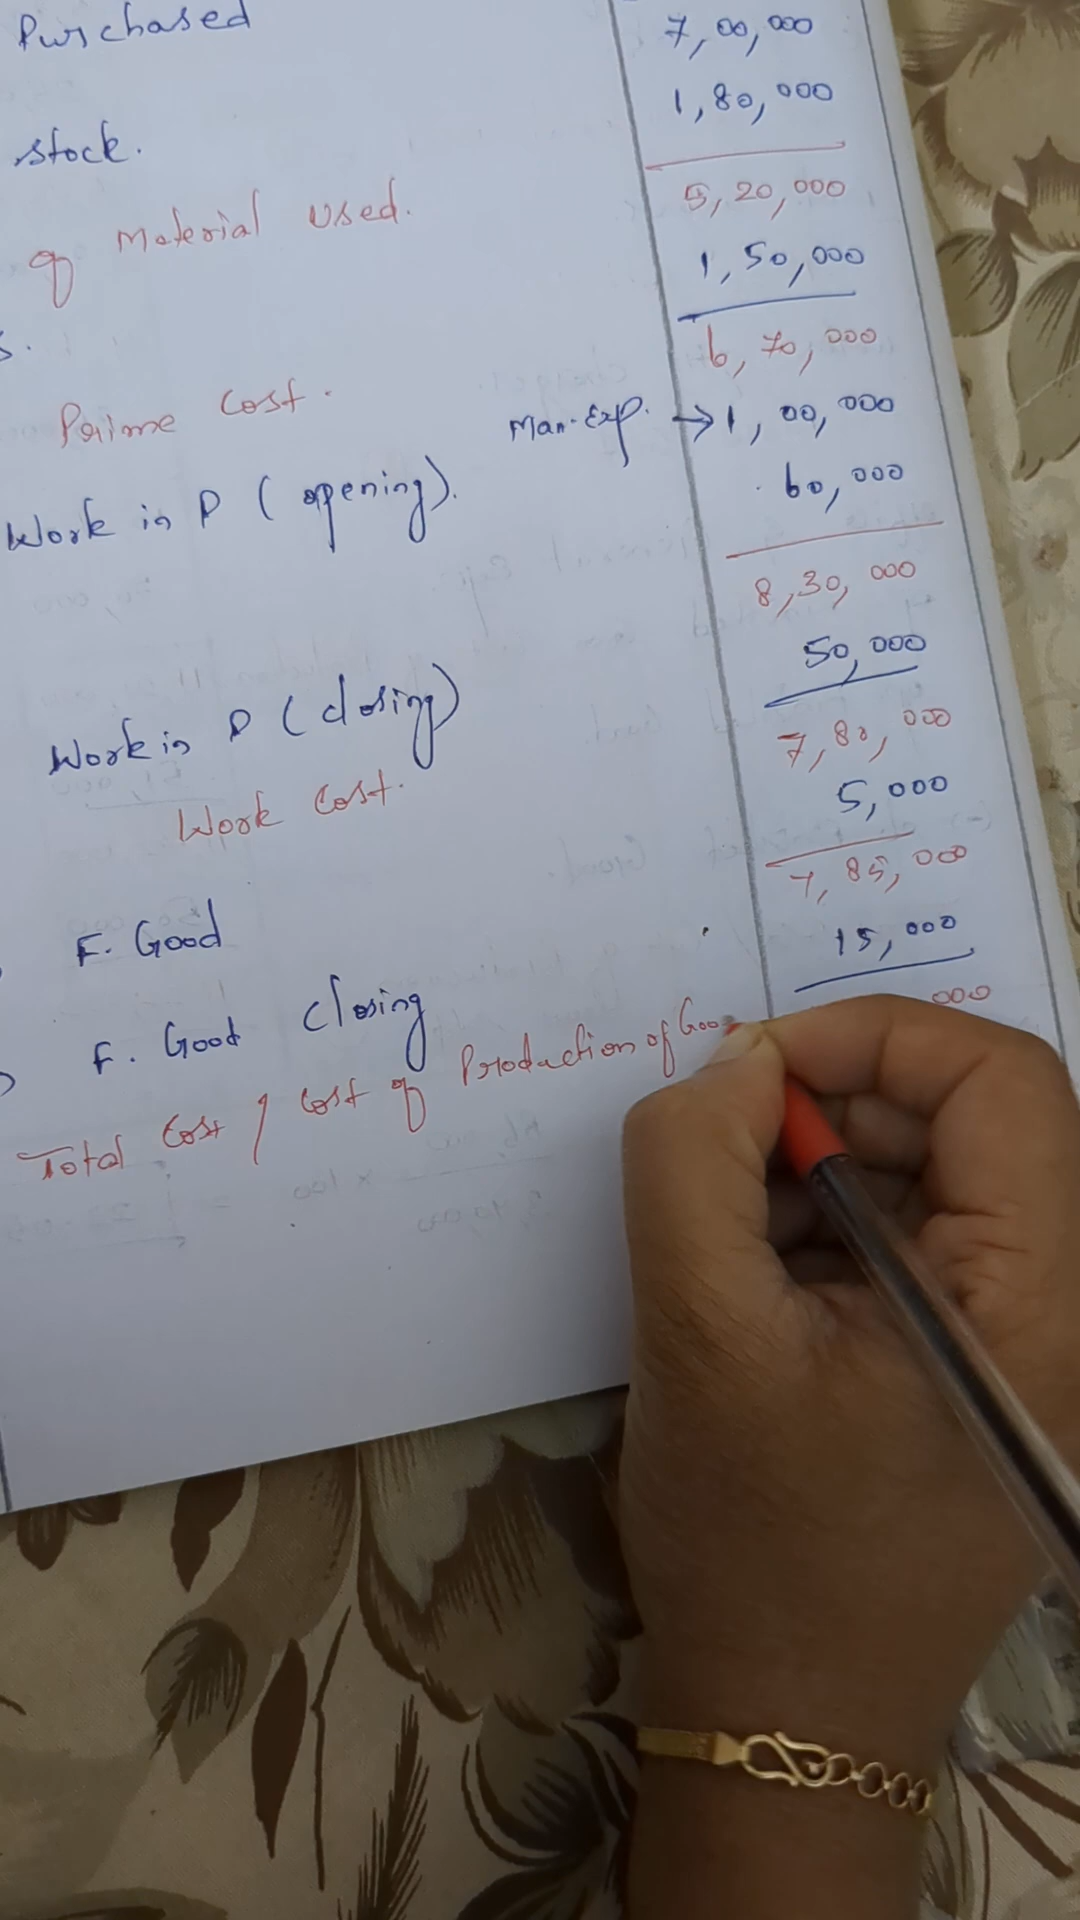 Purchased 7,00,000
stock. 1,80,000
of Material Used. 5,20,000
s. 1,50,000
Prime Cost. 6,70,000
Man. Exp. → 1,00,000
Work in P (opening). 60,000
8,30,000
Work in P (closing) 50,000
Work Cost. 7,80,000
F. Good 5,000
7,85,000
F. Good closing 15,000
Total Cost / Cost of Production of Goo 000